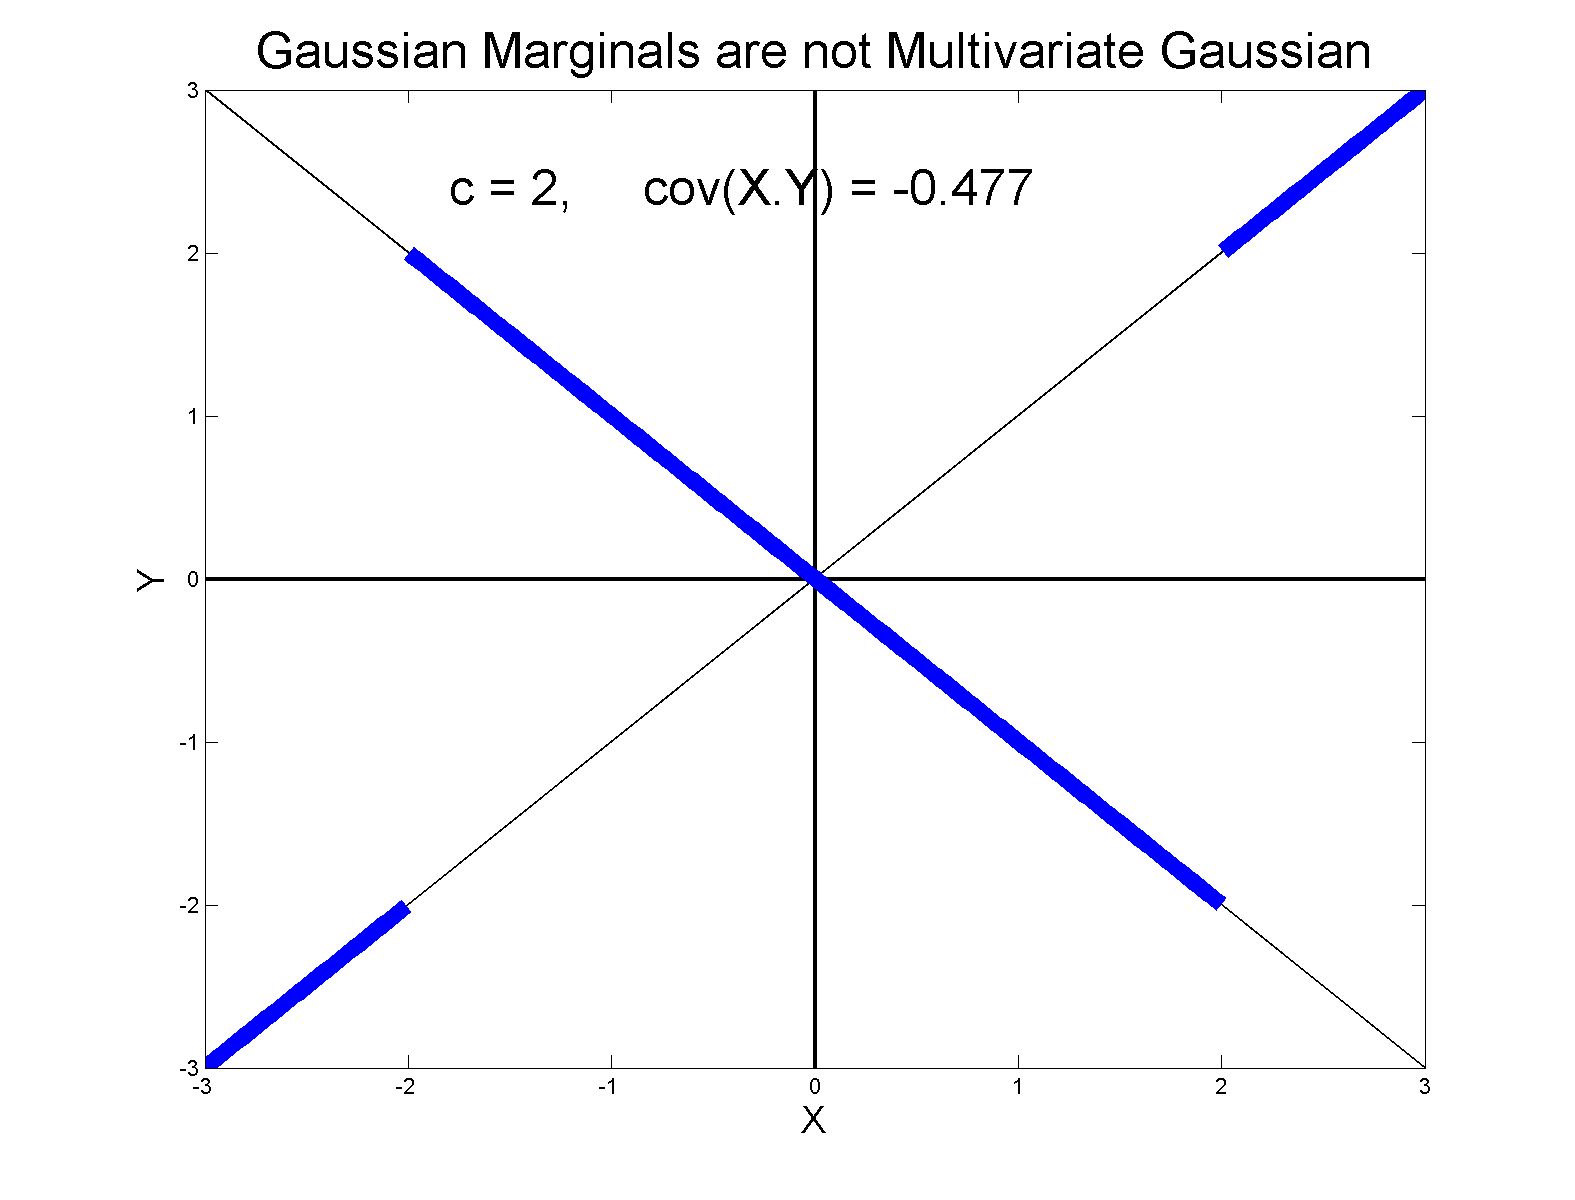 Gaussian Marginals are not Multivariate Gaussian
c = 2, cov(X.Y) = -0.477
3
2
1
0
-1
-2
-3
Y
-3 -2 -1 0 1 2 3
X